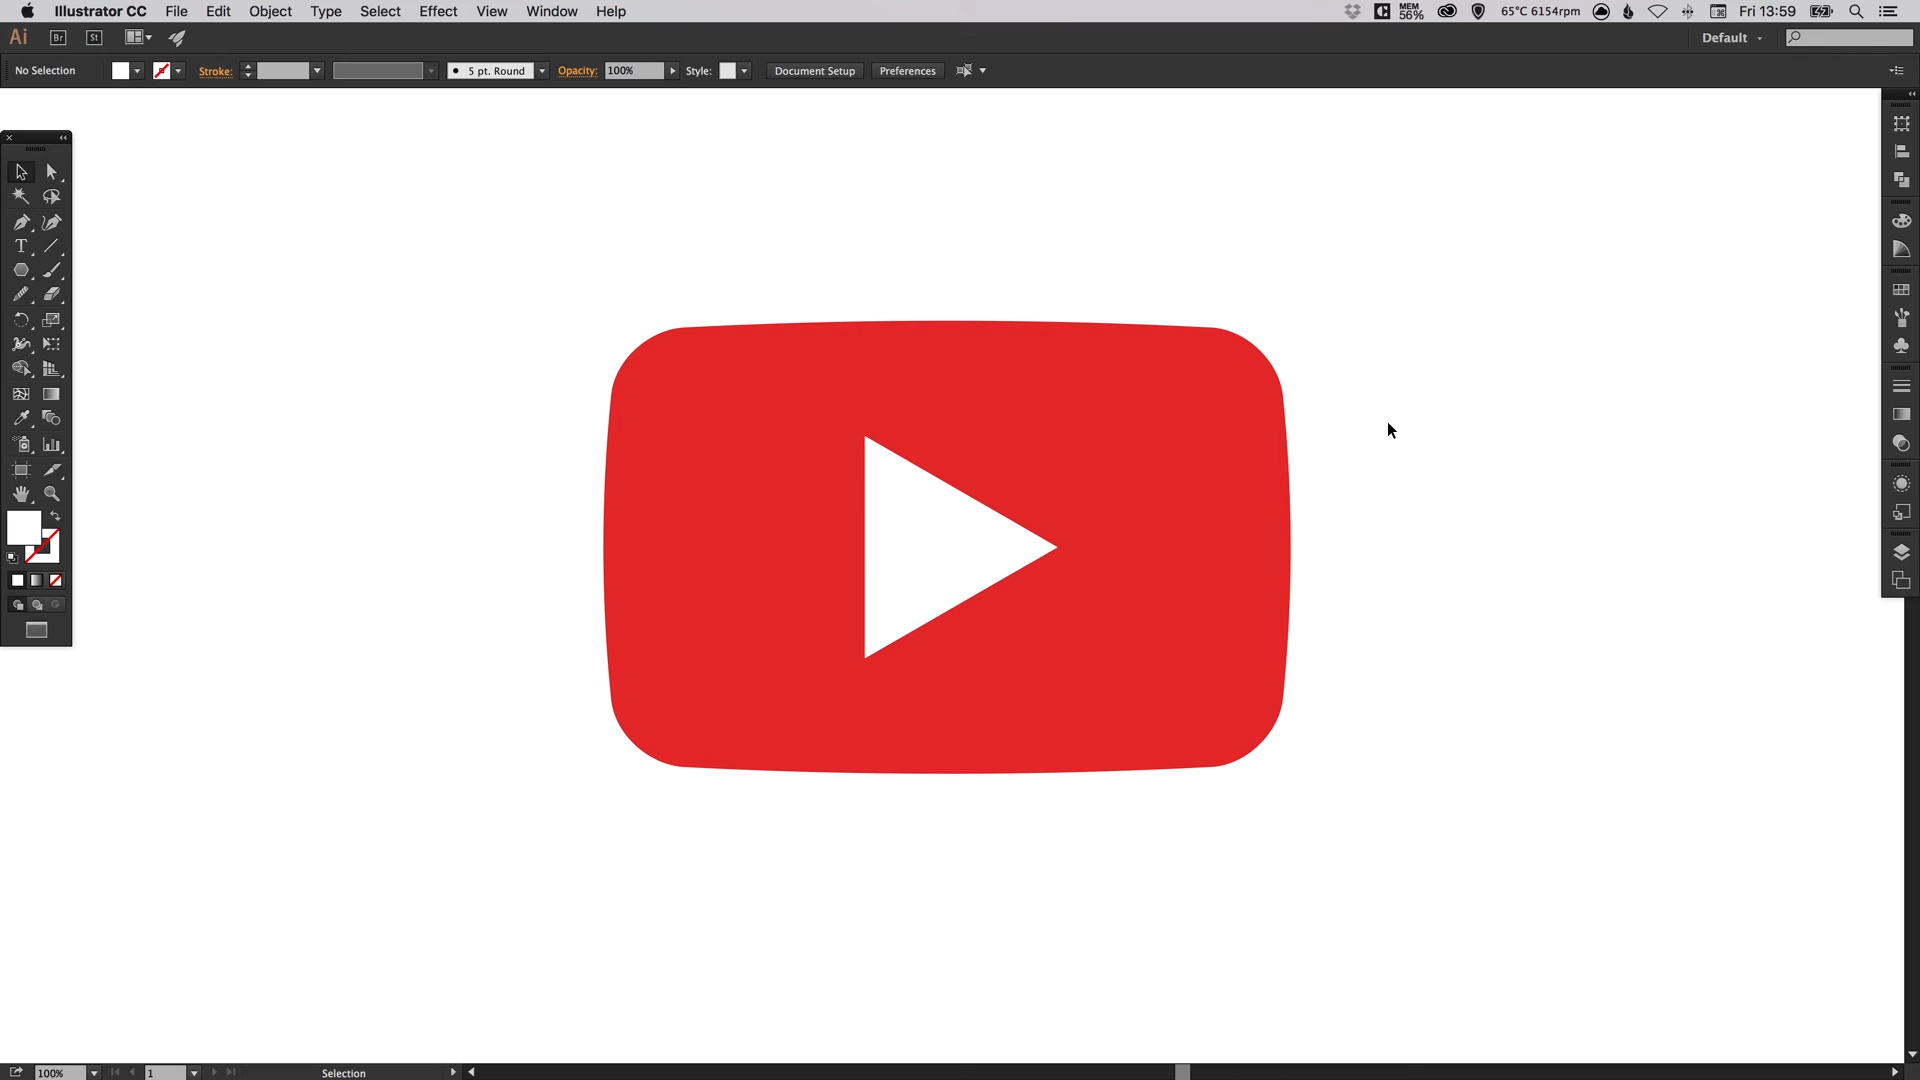 Illustrator CC File Edit Object Type Select Effect View Window Help MEM 56% 65°C 6154rpm Fri 13:59
Ai Br St Default
No Selection Stroke: 5 pt. Round Opacity: 100% Style: Document Setup Preferences
T
100% 1 Selection